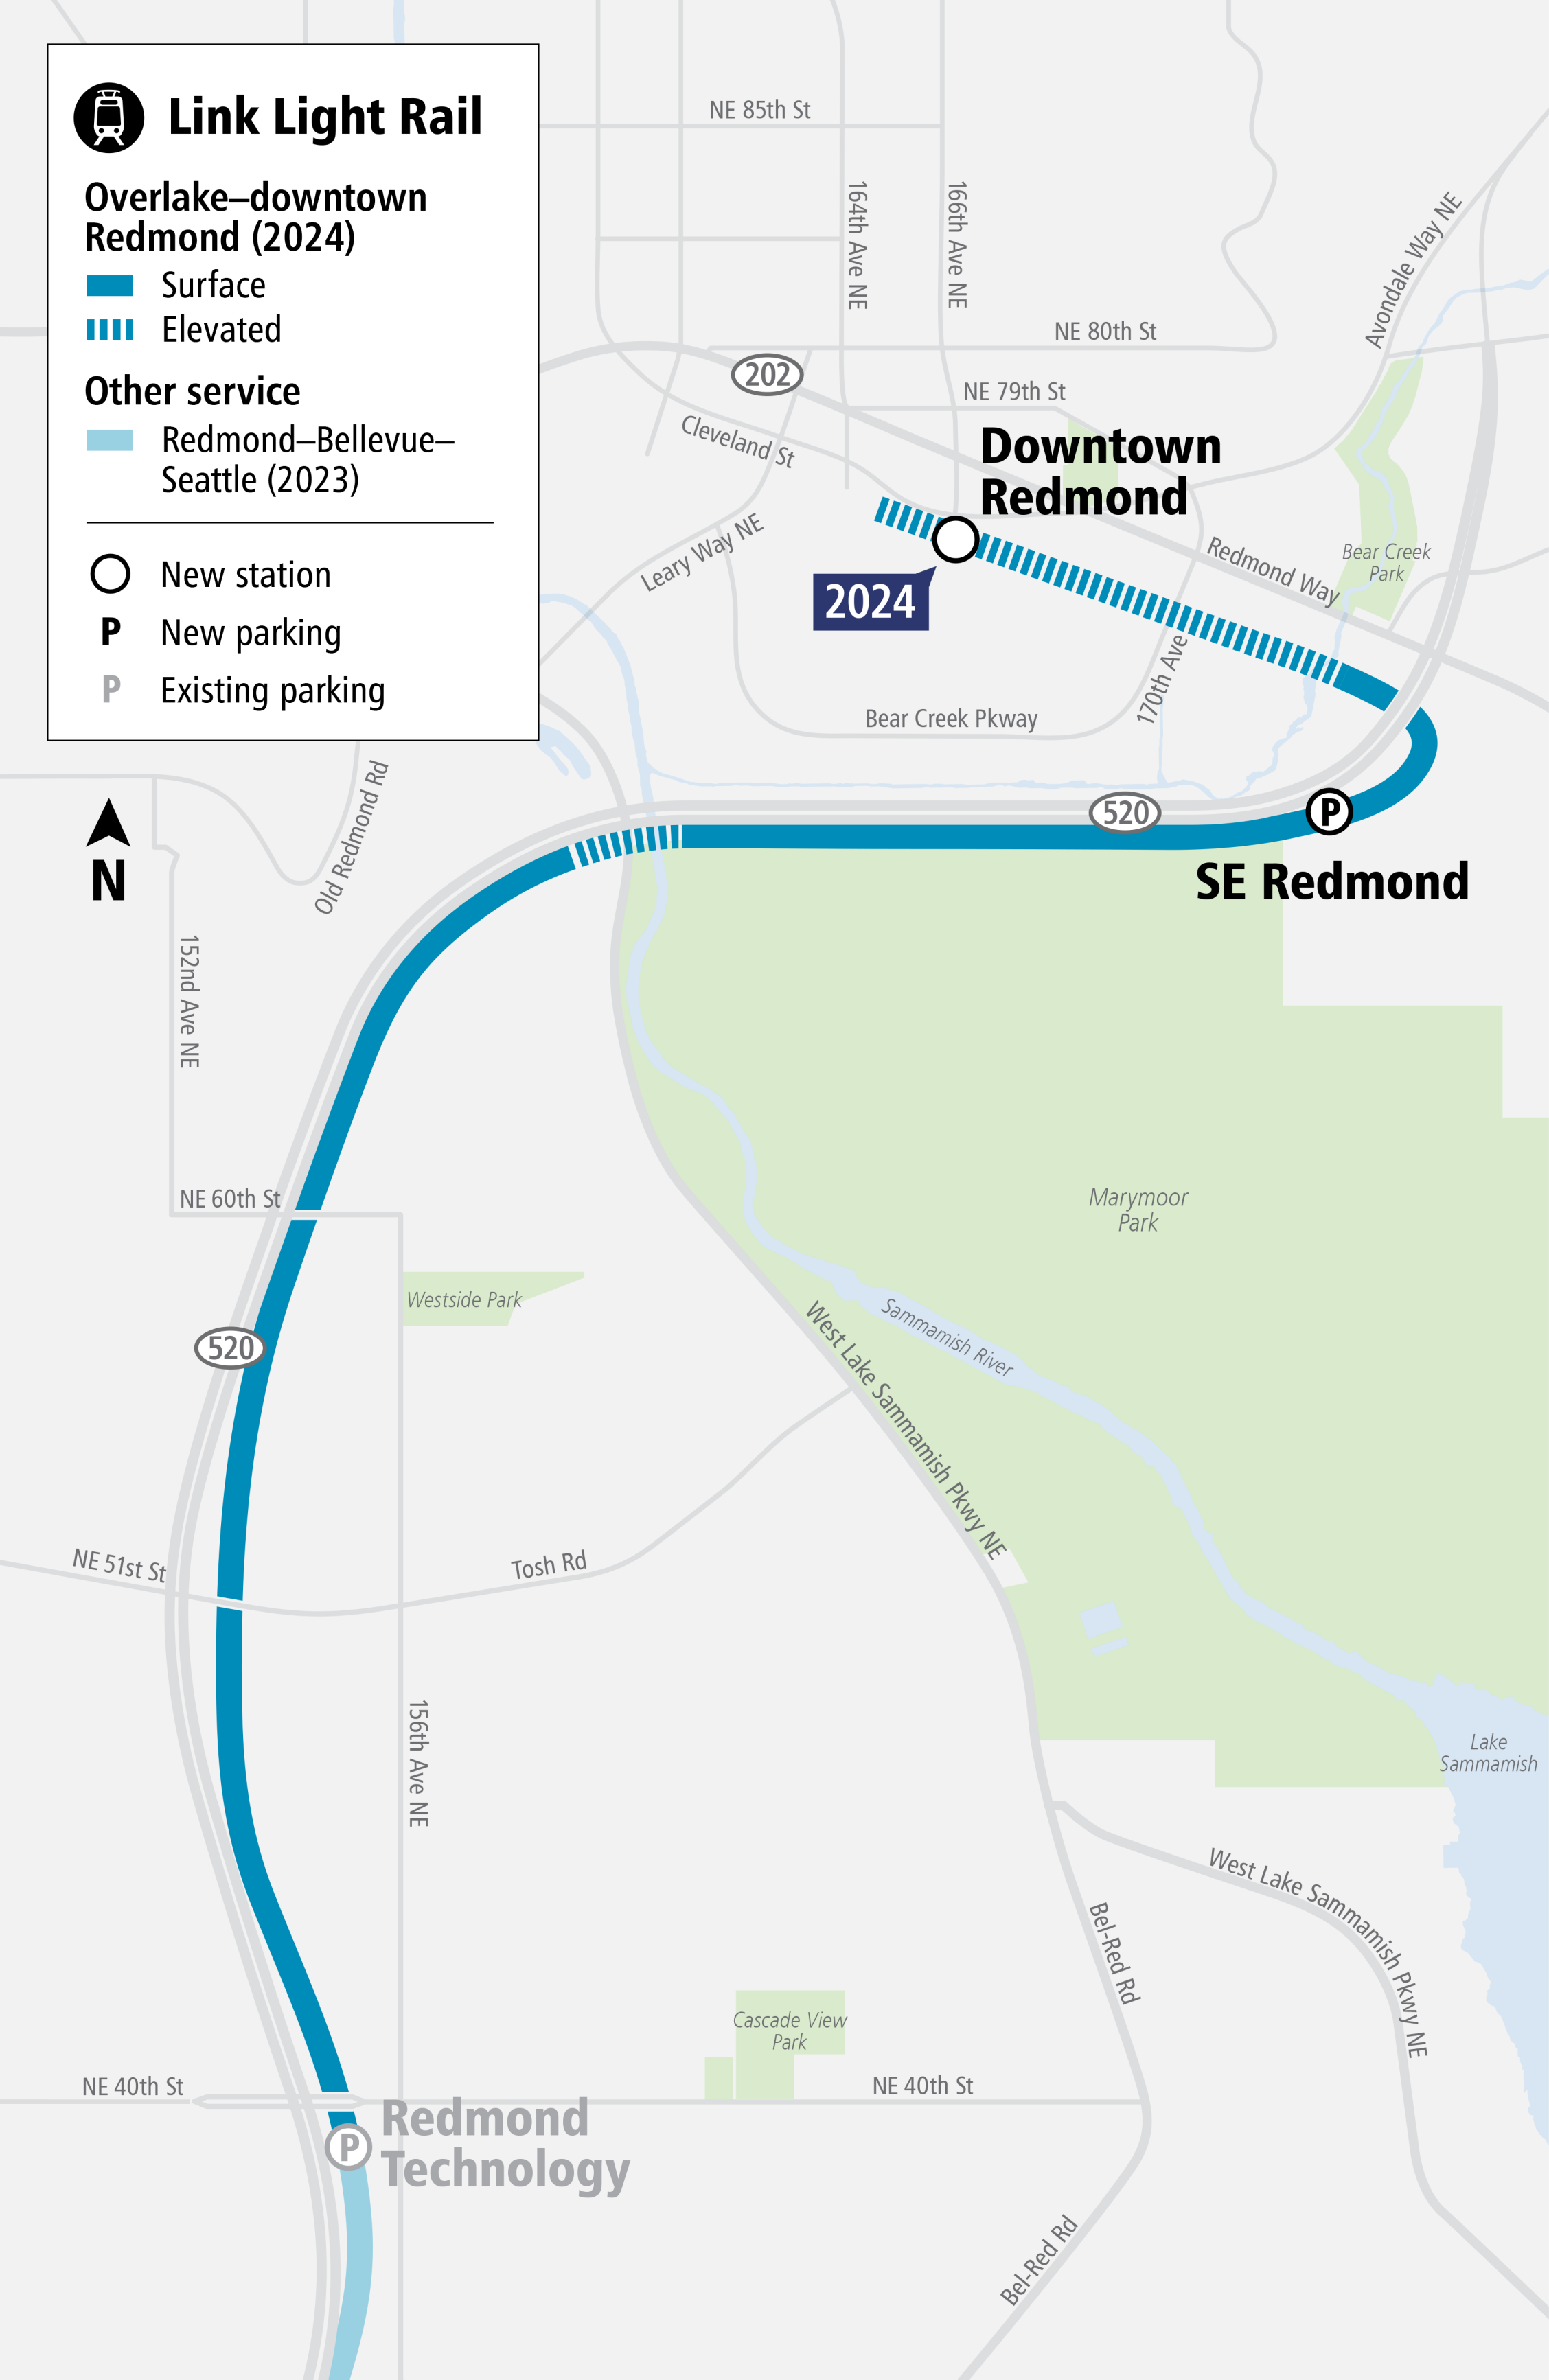 Link Light Rail
Overlake–downtown
Redmond (2024)
Surface
Elevated
Other service
Redmond–Bellevue–
Seattle (2023)
New station
P
New parking
P
Existing parking
N
NE 85th St
164th Ave NE
166th Ave NE
Avondale Way NE
NE 80th St
202
NE 79th St
Cleveland St
Downtown
Redmond
Leary Way NE
2024
Redmond Way
Bear Creek
Park
170th Ave
Bear Creek Pkway
Old Redmond Rd
520
P
SE Redmond
152nd Ave NE
NE 60th St
Marymoor
Park
Westside Park
520
Sammamish River
West Lake Sammamish Pkwy NE
NE 51st St
Tosh Rd
156th Ave NE
Lake
Sammamish
West Lake Sammamish Pkwy NE
Bel-Red Rd
Cascade View
Park
NE 40th St
NE 40th St
Redmond
Technology
P
Bel-Red Rd